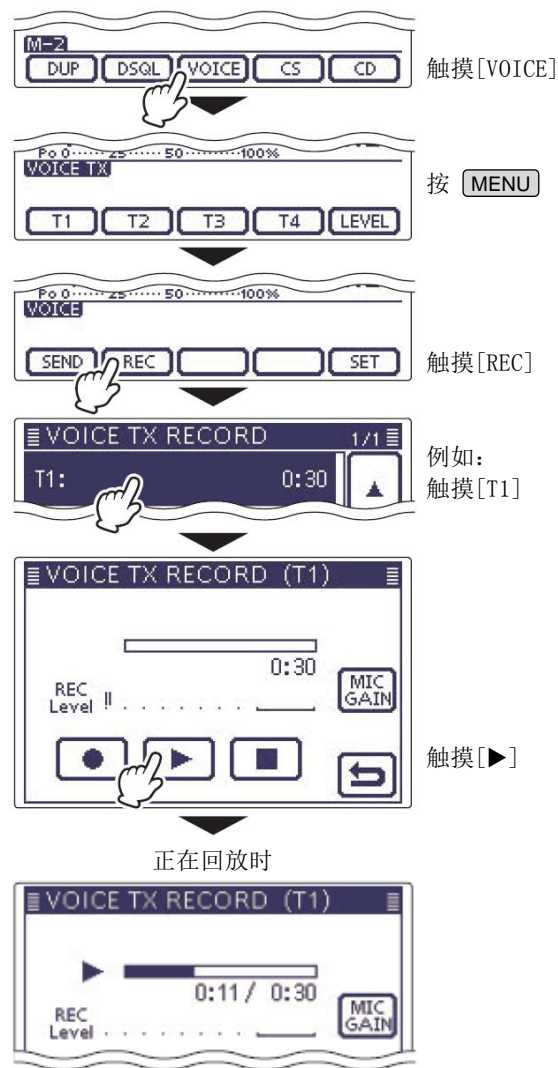 M-2
DUP DSQL VOICE CS CD
触摸[VOICE]
Po 0······25······50·········100%
VOICE TX
T1 T2 T3 T4 LEVEL
按 MENU
Po 0······25······50·········100%
VOICE
SEND REC SET
触摸[REC]
VOICE TX RECORD 1/1
T1: 0:30
例如：
触摸[T1]
VOICE TX RECORD (T1)
0:30
REC
Level
MIC
GAIN
触摸[▶]
正在回放时
VOICE TX RECORD (T1)
0:11 / 0:30
REC
Level
MIC
GAIN